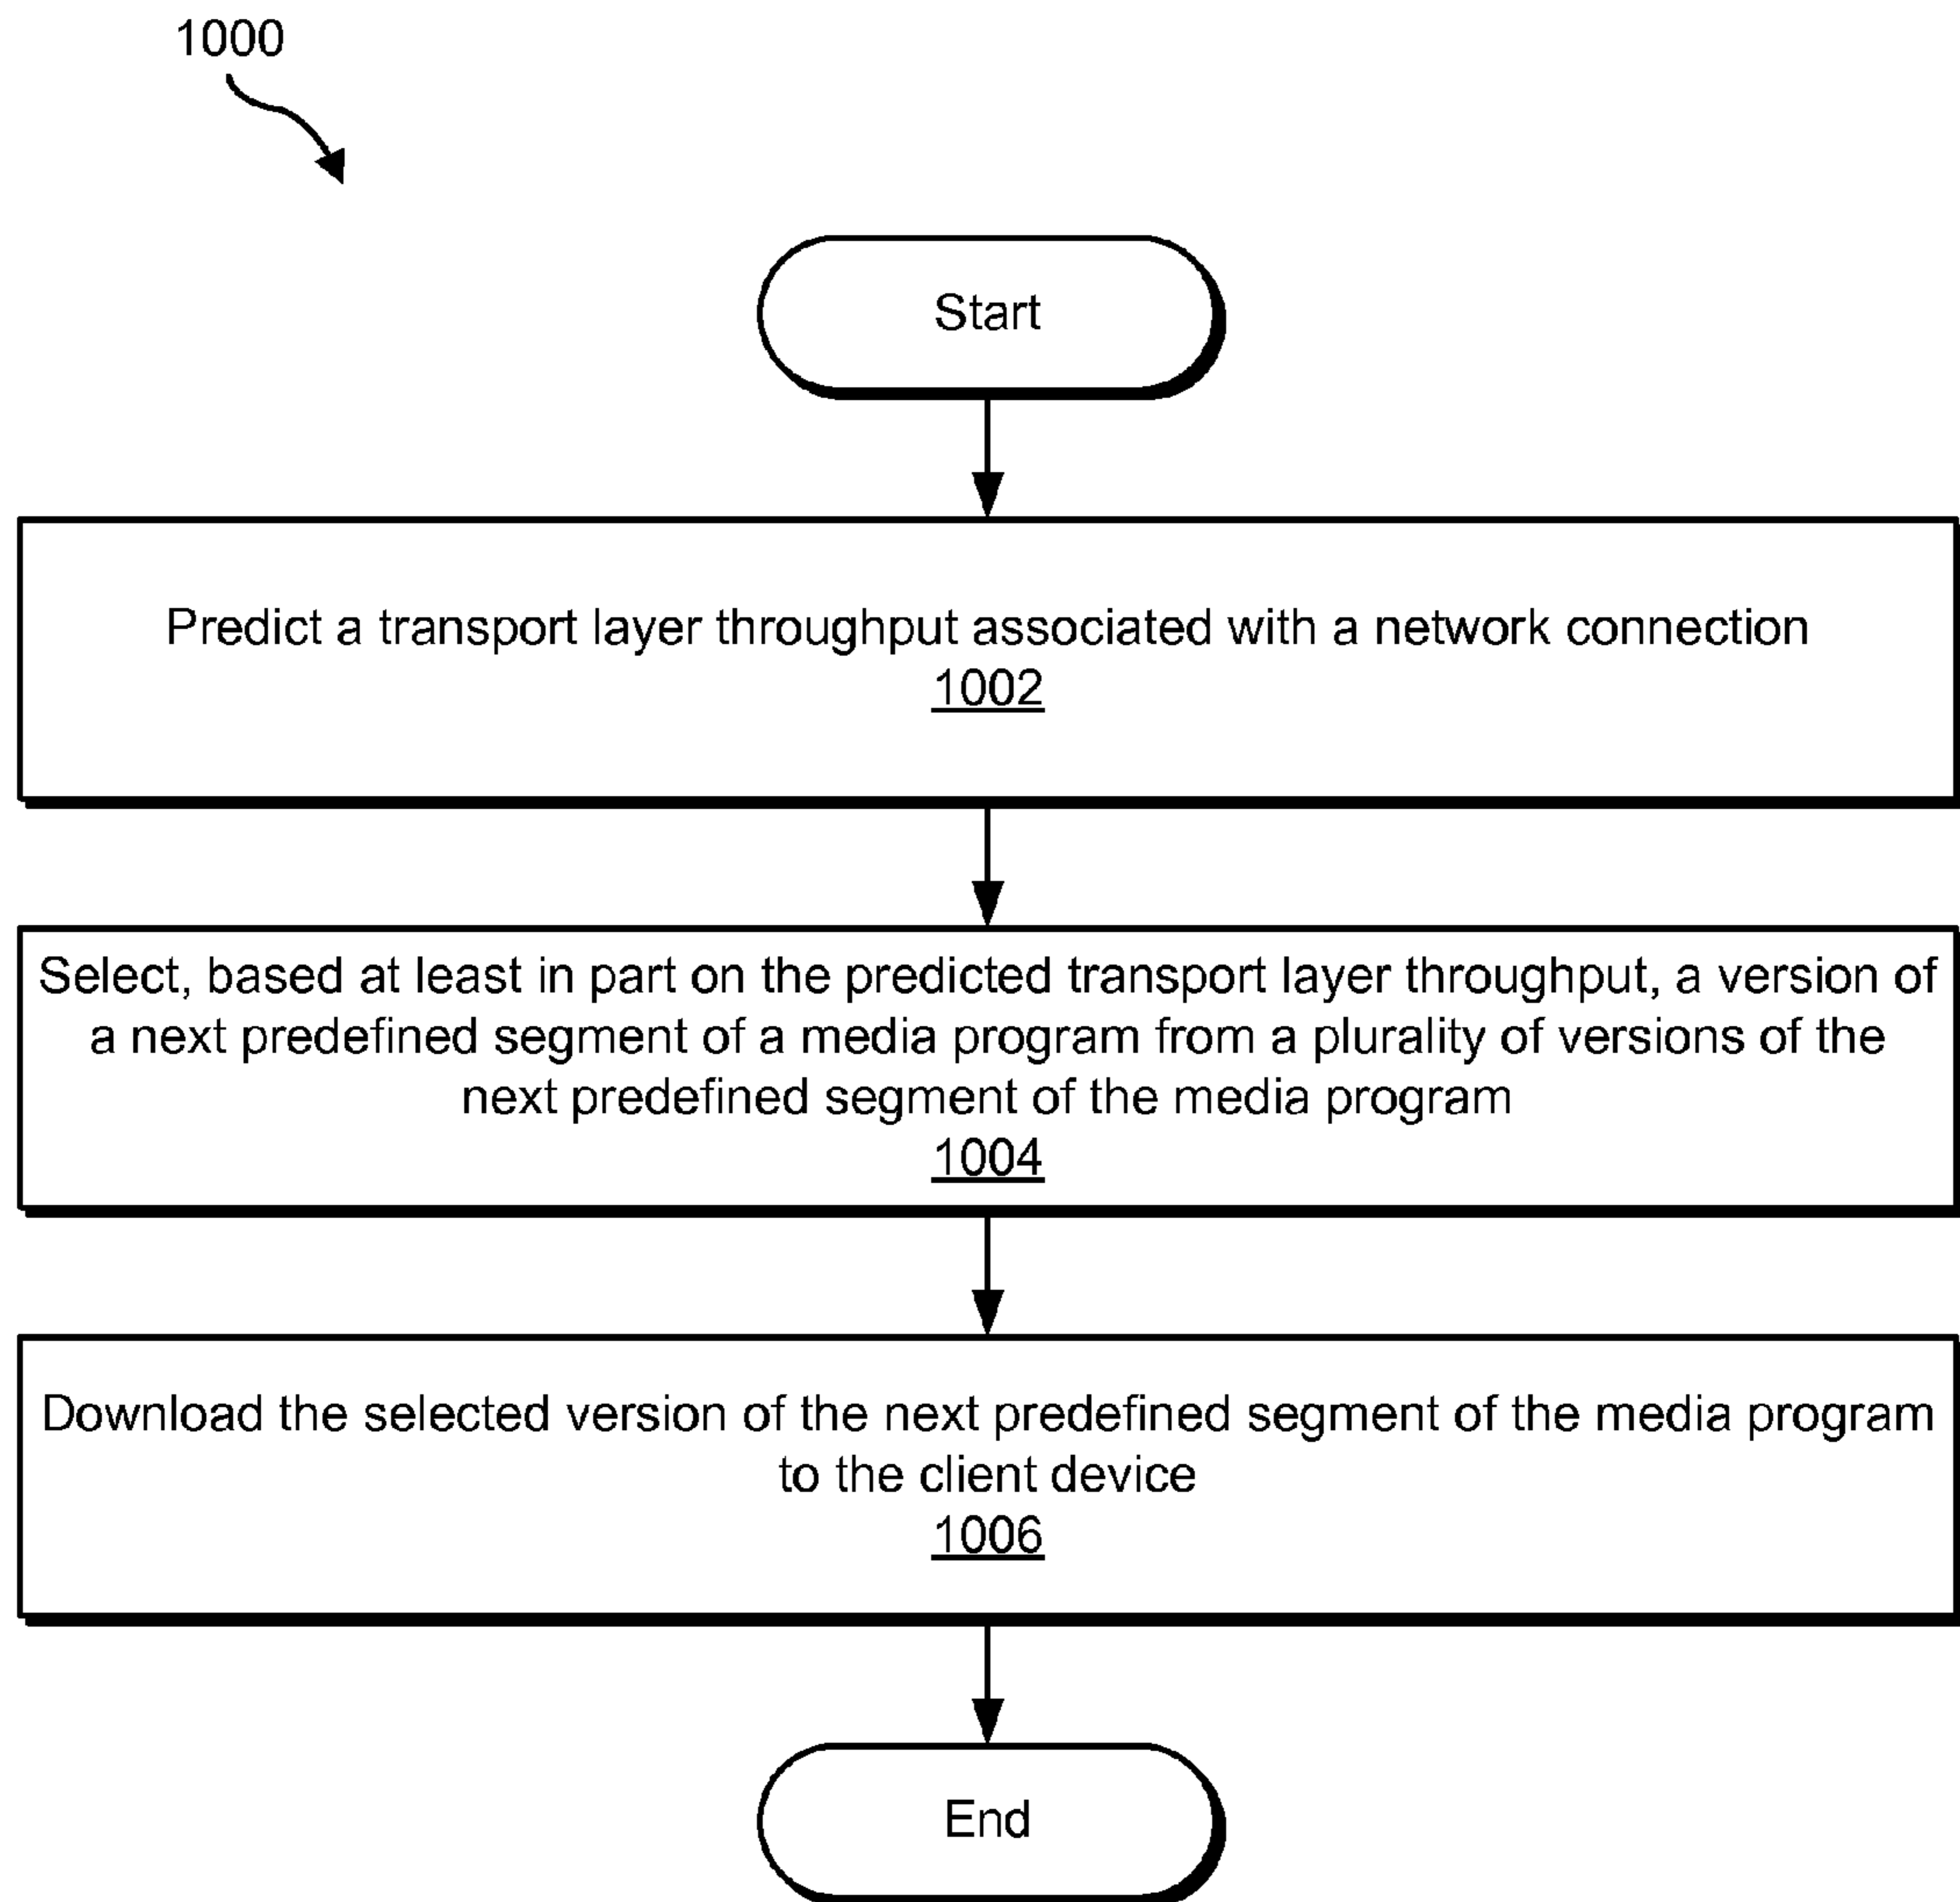 1000
Start
Predict a transport layer throughput associated with a network connection
1002
Select, based at least in part on the predicted transport layer throughput, a version of
a next predefined segment of a media program from a plurality of versions of the
next predefined segment of the media program
1004
Download the selected version of the next predefined segment of the media program
to the client device
1006
End